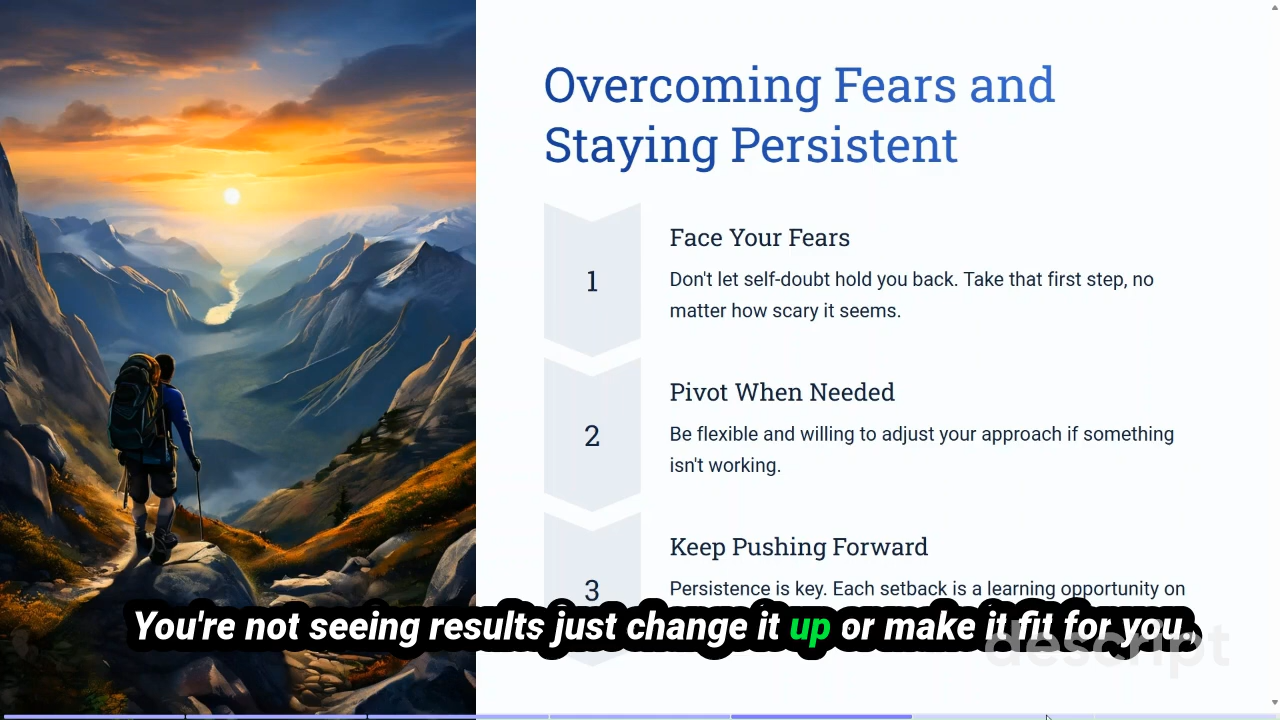 Overcoming Fears and
Staying Persistent
1
Face Your Fears
Don't let self-doubt hold you back. Take that first step, no
matter how scary it seems.
2
Pivot When Needed
Be flexible and willing to adjust your approach if something
isn't working.
3
Keep Pushing Forward
Persistence is key. Each setback is a learning opportunity on
You're not seeing results just change it up or make it fit for you.
descript